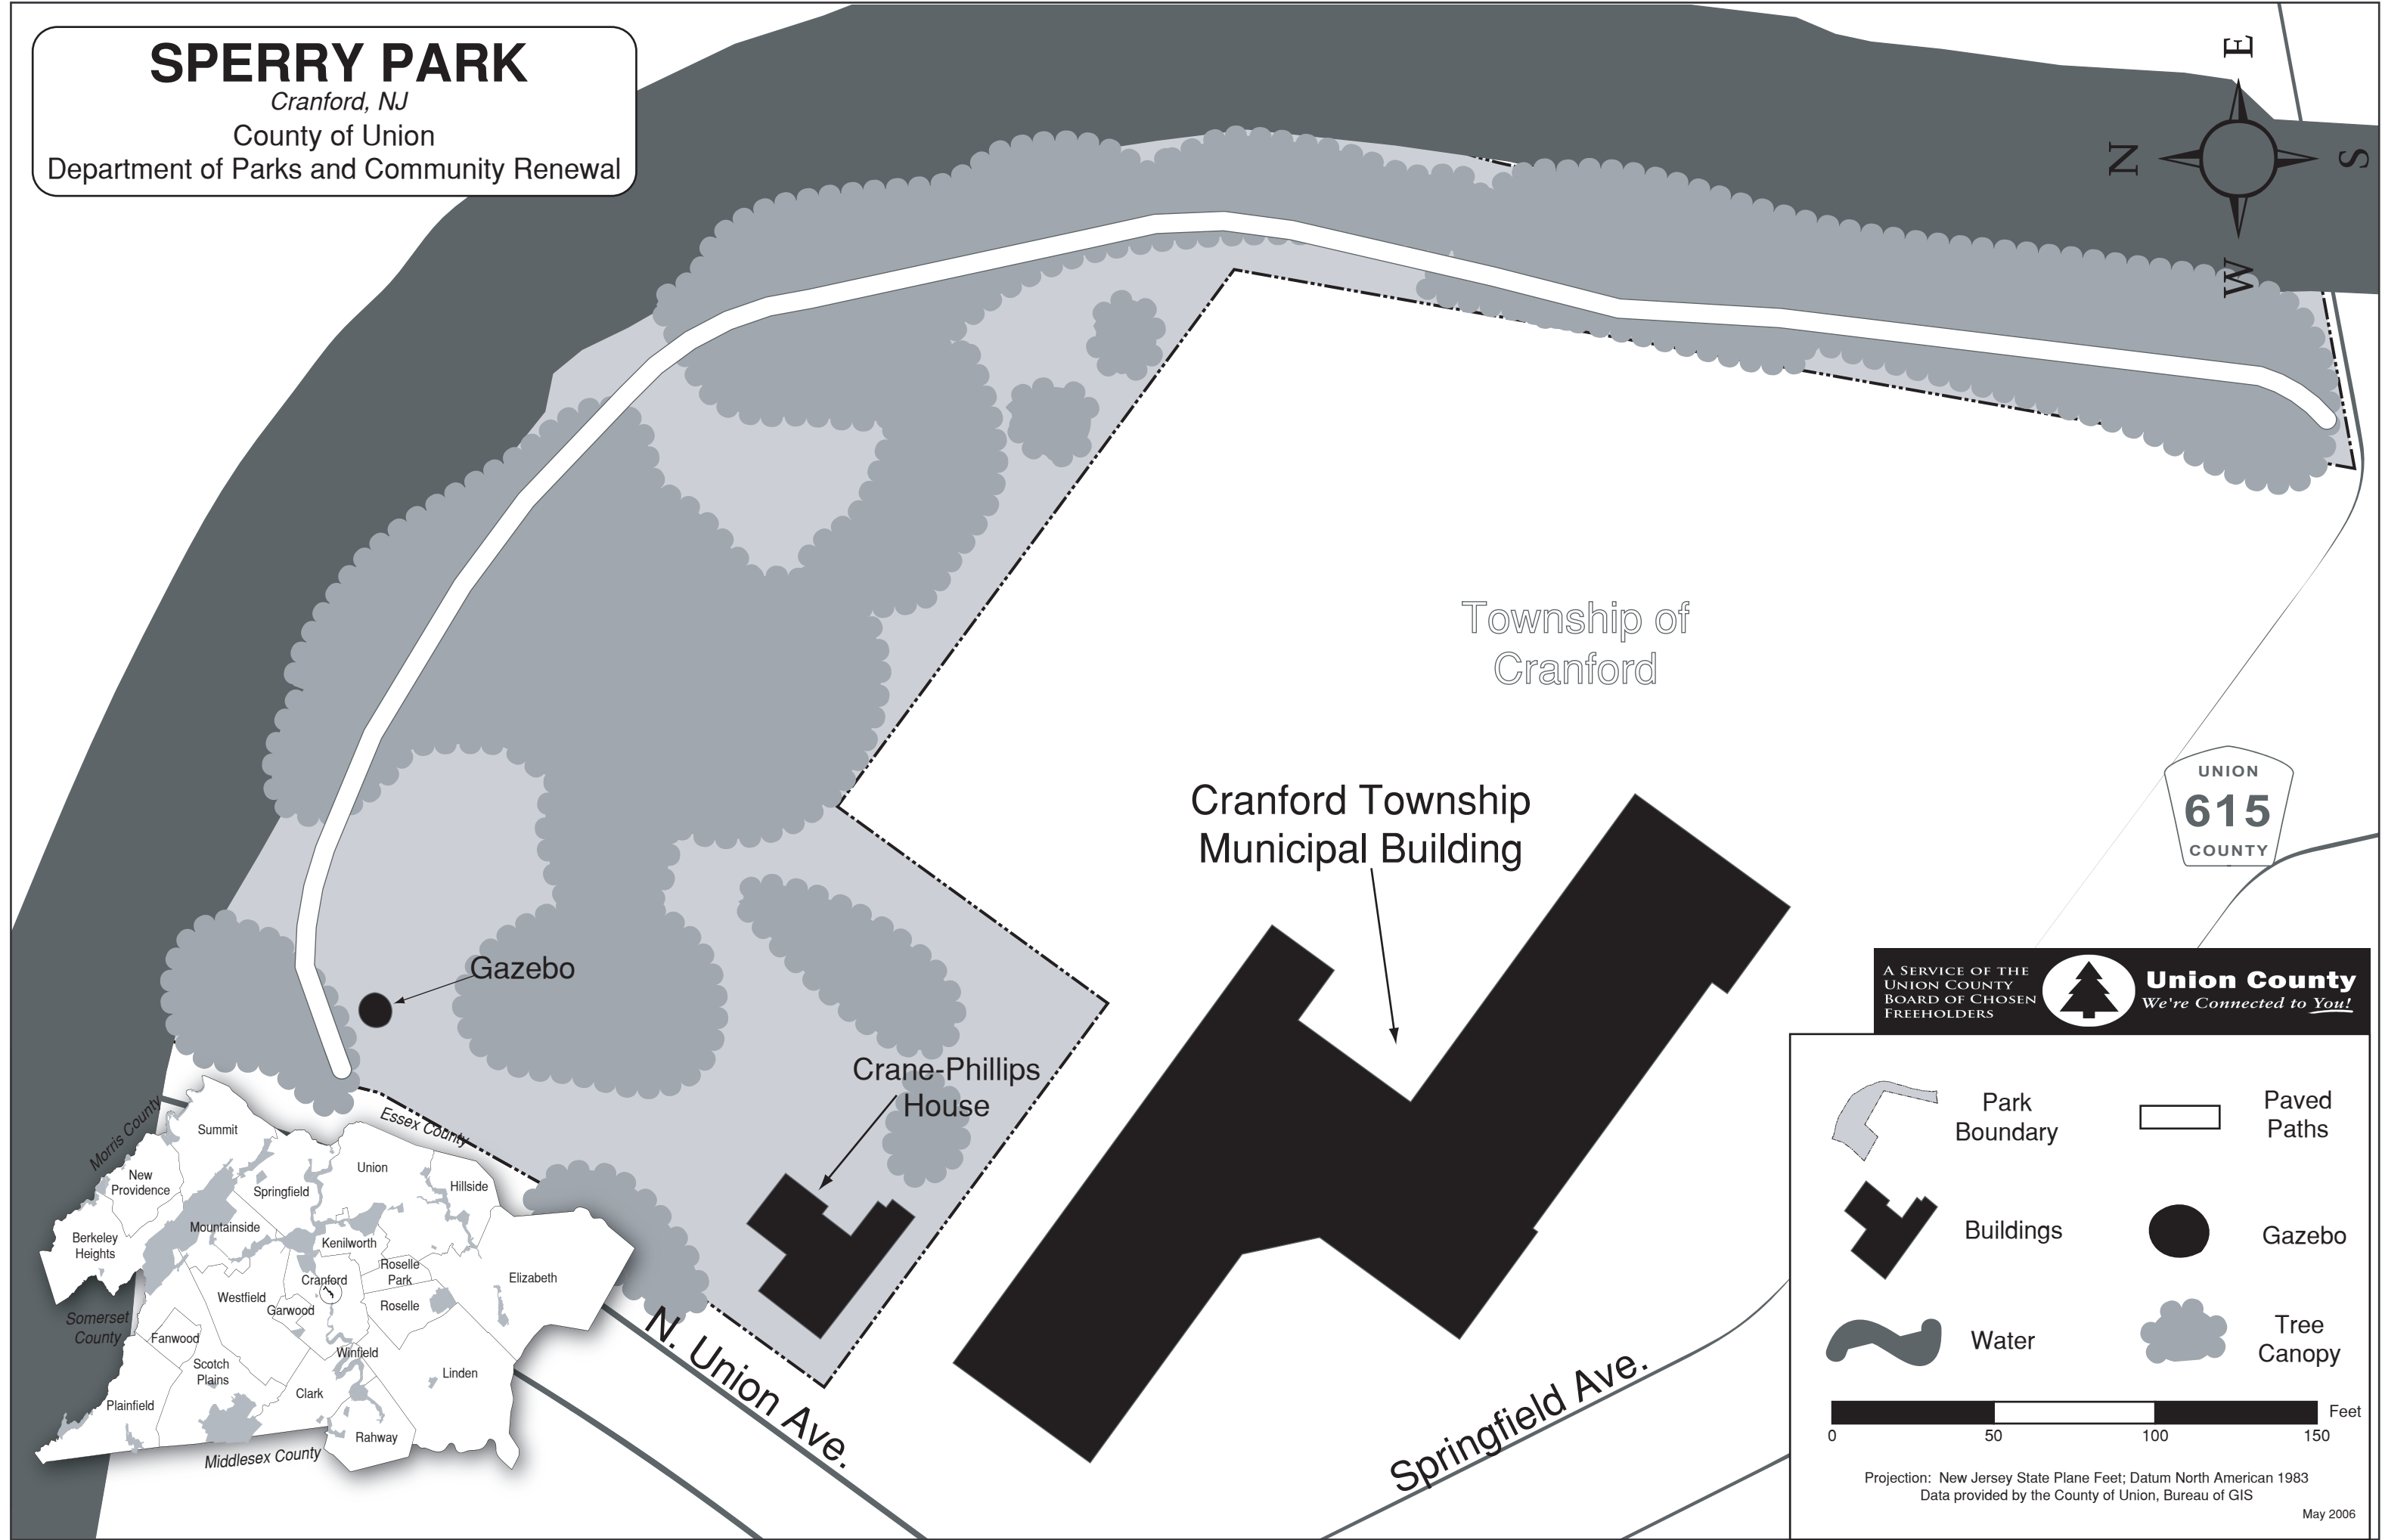 SPERRY PARK
Cranford, NJ
County of Union
Department of Parks and Community Renewal
E
N
S
W
Township of
Cranford
Cranford Township
Municipal Building
UNION
615
COUNTY
Gazebo
Crane-Phillips
House
N. Union Ave.
Springfield Ave.
Morris County
Essex County
Somerset
County
Middlesex County
Summit
New
Providence
Berkeley
Heights
Springfield
Union
Hillside
Mountainside
Kenilworth
Roselle
Park
Cranford
Elizabeth
Westfield
Garwood
Roselle
Fanwood
Scotch
Plains
Winfield
Linden
Clark
Plainfield
Rahway
A SERVICE OF THE
UNION COUNTY
BOARD OF CHOSEN
FREEHOLDERS
Union County
We're Connected to You!
Park
Boundary
Paved
Paths
Buildings
Gazebo
Water
Tree
Canopy
Feet
0 50 100 150
Projection: New Jersey State Plane Feet; Datum North American 1983
Data provided by the County of Union, Bureau of GIS
May 2006